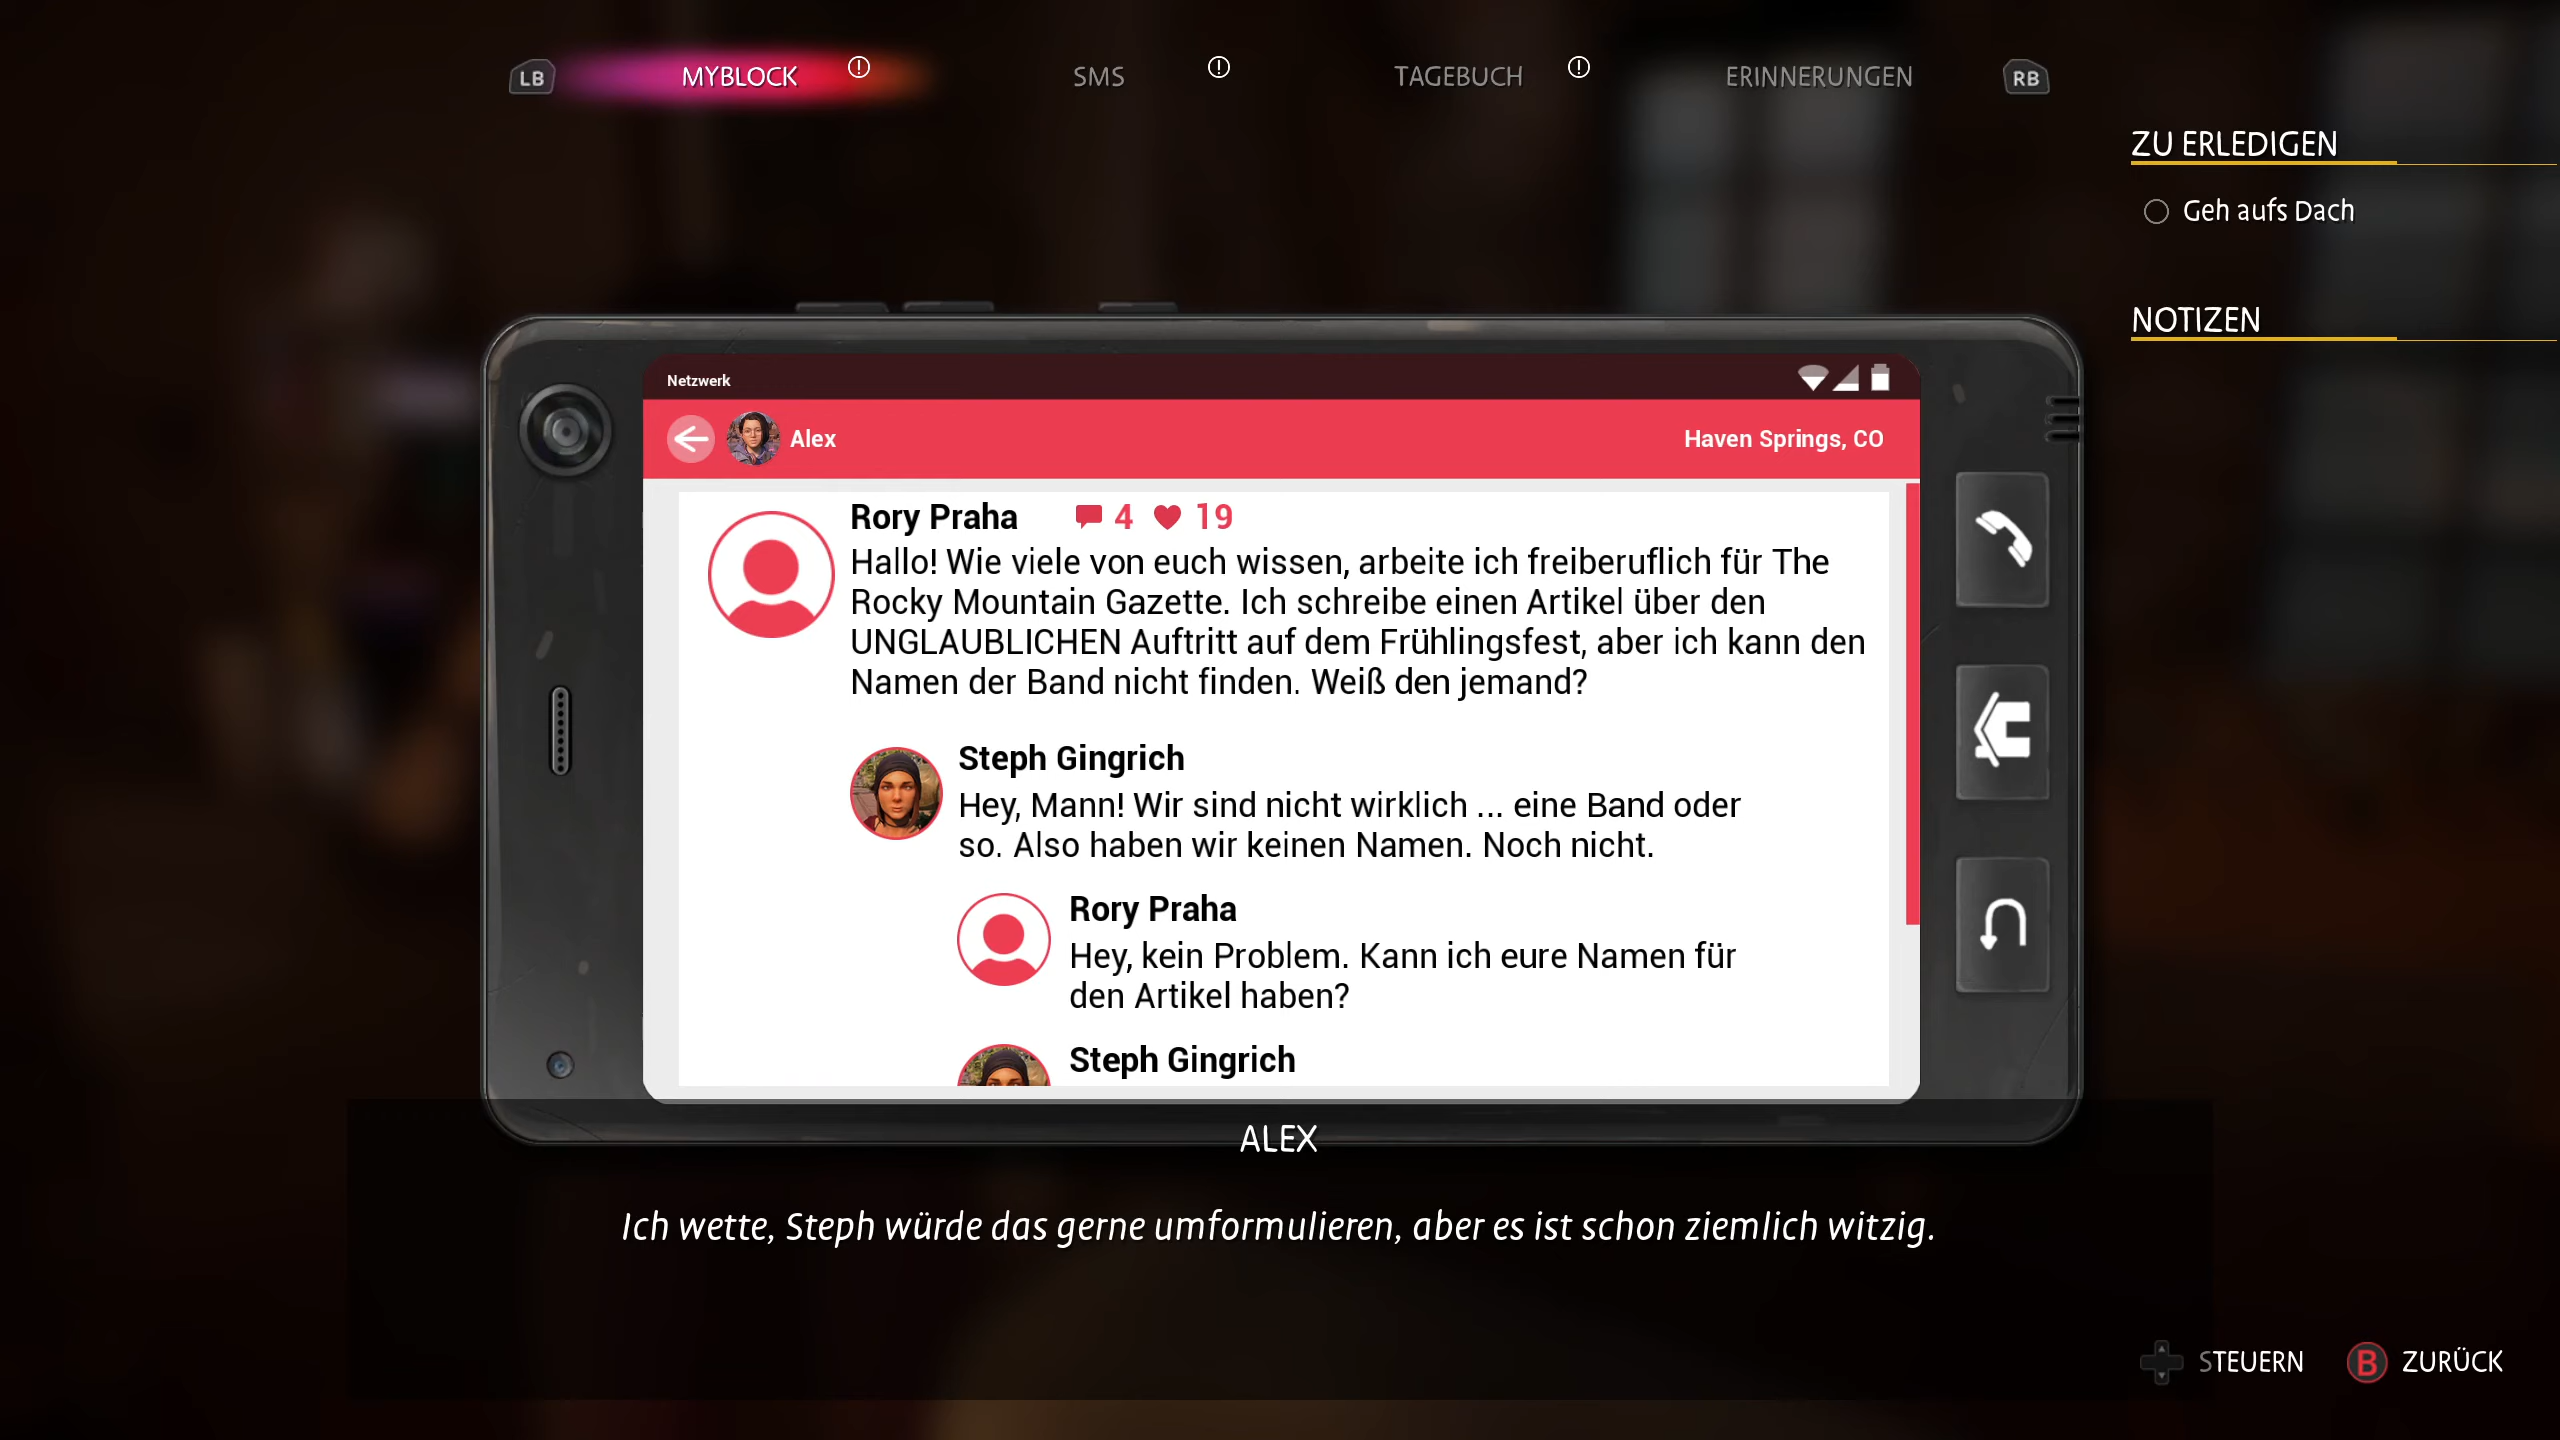 LB MYBLOCK SMS TAGEBUCH ERINNERUNGEN RB
ZU ERLEDIGEN
Geh aufs Dach
NOTIZEN
Netzwerk
Alex Haven Springs, CO
Rory Praha 4 19
Hallo! Wie viele von euch wissen, arbeite ich freiberuflich für The
Rocky Mountain Gazette. Ich schreibe einen Artikel über den
UNGLAUBLICHEN Auftritt auf dem Frühlingsfest, aber ich kann den
Namen der Band nicht finden. Weiß den jemand?
Steph Gingrich
Hey, Mann! Wir sind nicht wirklich ... eine Band oder
so. Also haben wir keinen Namen. Noch nicht.
Rory Praha
Hey, kein Problem. Kann ich eure Namen für
den Artikel haben?
Steph Gingrich
ALEX
Ich wette, Steph würde das gerne umformulieren, aber es ist schon ziemlich witzig.
STEUERN B ZURÜCK